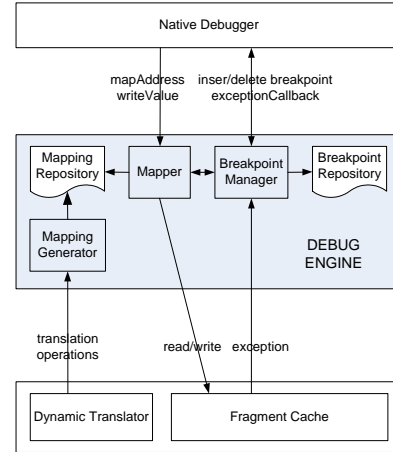 Native Debugger
mapAddress
writeValue
inser/delete breakpoint
exceptionCallback
Mapping
Repository
Mapper
Breakpoint
Manager
Breakpoint
Repository
Mapping
Generator
DEBUG
ENGINE
translation
operations
read/write
exception
Dynamic Translator
Fragment Cache